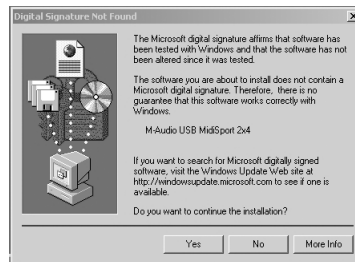 Digital Signature Not Found
The Microsoft digital signature affirms that software has
been tested with Windows and that the software has not
been altered since it was tested.
The software you are about to install does not contain a
Microsoft digital signature. Therefore, there is no
guarantee that this software works correctly with
Windows.
M-Audio USB MidiSport 2x4
If you want to search for Microsoft digitally signed
software, visit the Windows Update Web site at
http://windowsupdate.microsoft.com to see if one is
available.
Do you want to continue the installation?
Yes
No
More Info